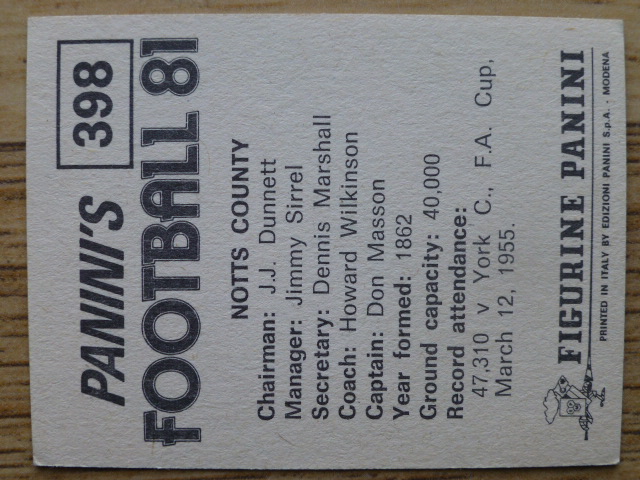 PANINI'S 398
FOOTBALL 81
NOTTS COUNTY
Chairman: J.J. Dunnett
Manager: Jimmy Sirrel
Secretary: Dennis Marshall
Coach: Howard Wilkinson
Captain: Don Masson
Year formed: 1862
Ground capacity: 40,000
Record attendance:
47,310 v York C., F.A. Cup,
March 12, 1955.
FIGURINE PANINI
PRINTED IN ITALY BY EDIZIONI PANINI S.p.A. - MODENA